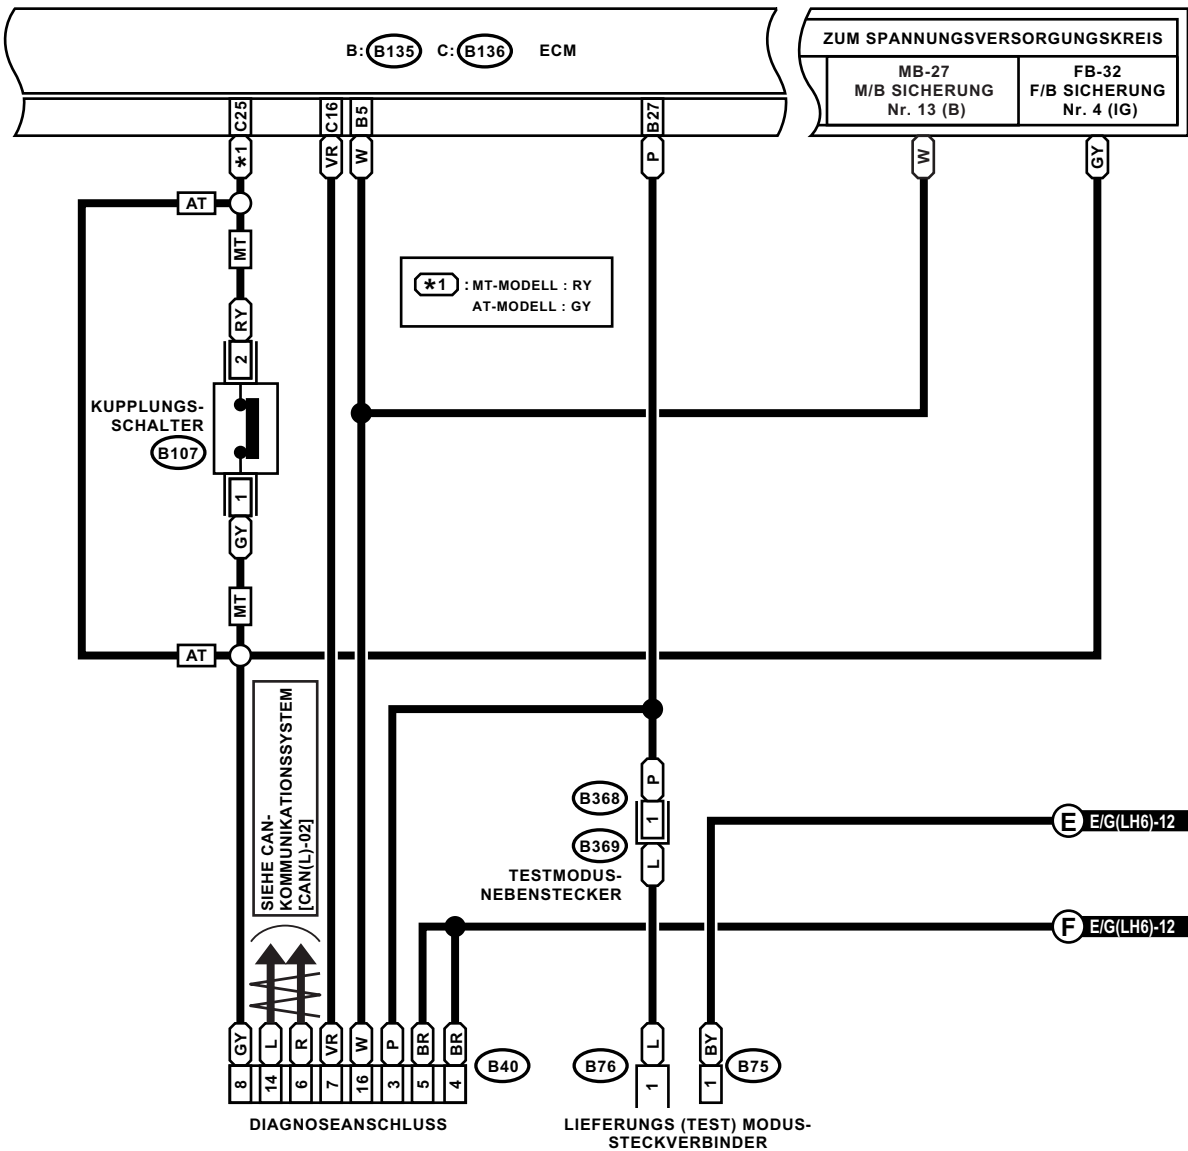 B: B135 C: B136 ECM
ZUM SPANNUNGSVERSORGUNGSKREIS
MB-27
M/B SICHERUNG
Nr. 13 (B)
FB-32
F/B SICHERUNG
Nr. 4 (IG)
C25
C16
B5
B27
*1
VR
W
P
W
GY
AT
MT
*1 : MT-MODELL : RY
AT-MODELL : GY
RY
2
KUPPLUNGS-
SCHALTER
B107
1
GY
MT
AT
SIEHE CAN-
KOMMUNIKATIONSSYSTEM
[CAN(L)-02]
P
B368
1
B369
L
TESTMODUS-
NEBENSTECKER
E E/G(LH6)-12
F E/G(LH6)-12
GY
L
R
VR
W
P
BR
BR
L
BY
8
14
6
7
16
3
5
4
B40
B76
1
1
B75
DIAGNOSEANSCHLUSS
LIEFERUNGS (TEST) MODUS-
STECKVERBINDER